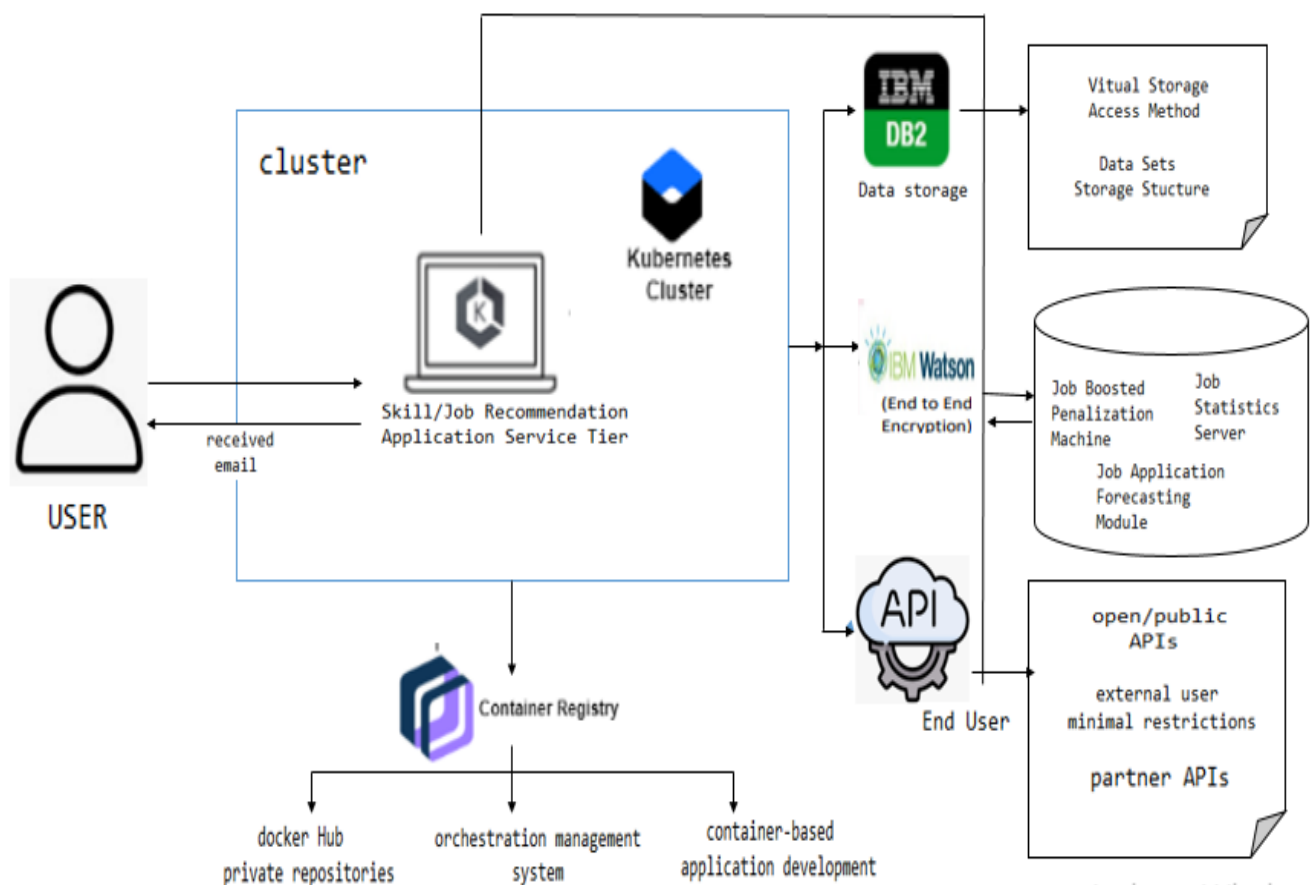 cluster
Kubernetes
Cluster
K
Skill/Job Recommendation
Application Service Tier
received
email
USER
IBM
DB2
Data storage
Vitual Storage
Access Method
Data Sets
Storage Stucture
IBM Watson
(End to End
Encryption)
Job Boosted
Penalization
Machine
Job
Statistics
Server
Job Application
Forecasting
Module
API
End User
open/public
APIs
external user
minimal restrictions
partner APIs
Container Registry
docker Hub
private repositories
orchestration management
system
container-based
application development